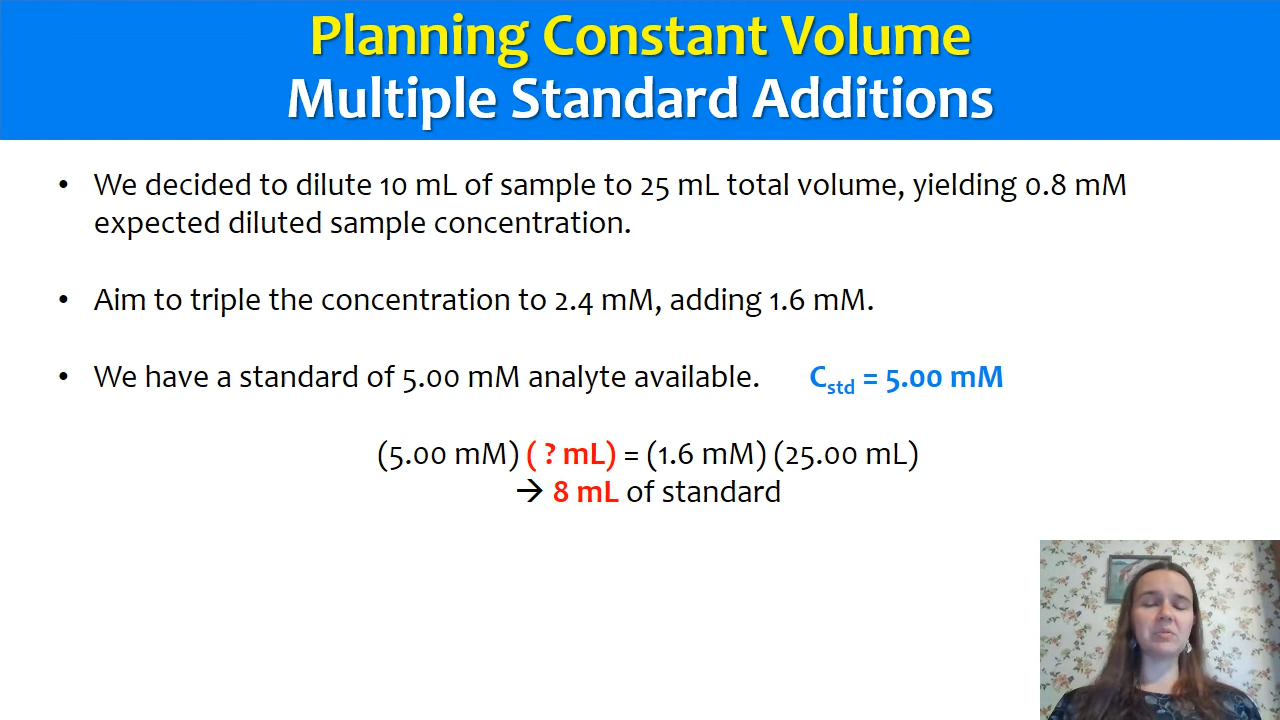 Planning Constant Volume
Multiple Standard Additions
• We decided to dilute 10 mL of sample to 25 mL total volume, yielding 0.8 mM
expected diluted sample concentration.
• Aim to triple the concentration to 2.4 mM, adding 1.6 mM.
• We have a standard of 5.00 mM analyte available. C_std = 5.00 mM
(5.00 mM) ( ? mL) = (1.6 mM) (25.00 mL)
→ 8 mL of standard